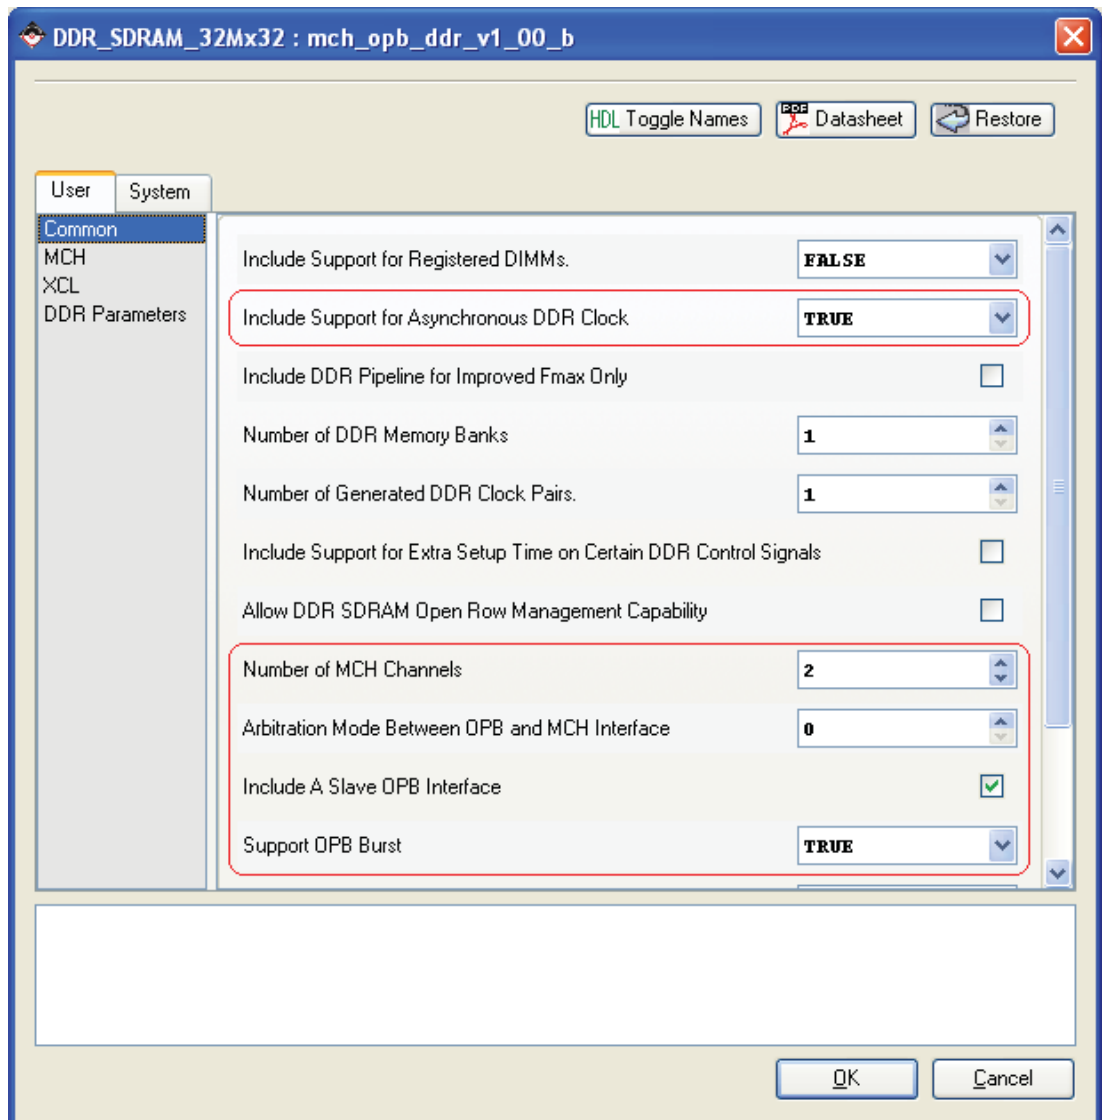 DDR_SDRAM_32Mx32 : mch_opb_ddr_v1_00_b
HDL Toggle Names
PDF Datasheet
Restore
User
System
Common
MCH
XCL
DDR Parameters
Include Support for Registered DIMMs. FALSE
Include Support for Asynchronous DDR Clock TRUE
Include DDR Pipeline for Improved Fmax Only
Number of DDR Memory Banks 1
Number of Generated DDR Clock Pairs. 1
Include Support for Extra Setup Time on Certain DDR Control Signals
Allow DDR SDRAM Open Row Management Capability
Number of MCH Channels 2
Arbitration Mode Between OPB and MCH Interface 0
Include A Slave OPB Interface
Support OPB Burst TRUE
OK
Cancel